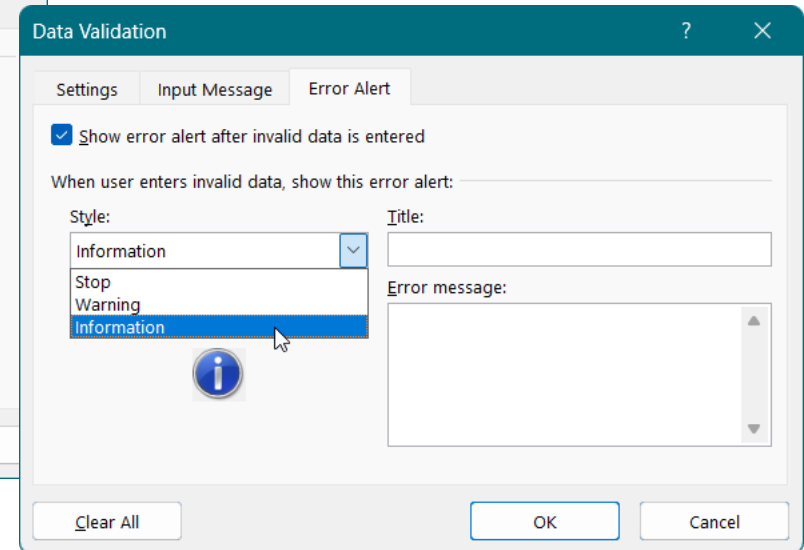 Data Validation ?
Settings Input Message Error Alert
Show error alert after invalid data is entered
When user enters invalid data, show this error alert:
Style: Title:
Information
Stop
Warning
Information
Error message:
Clear All OK Cancel